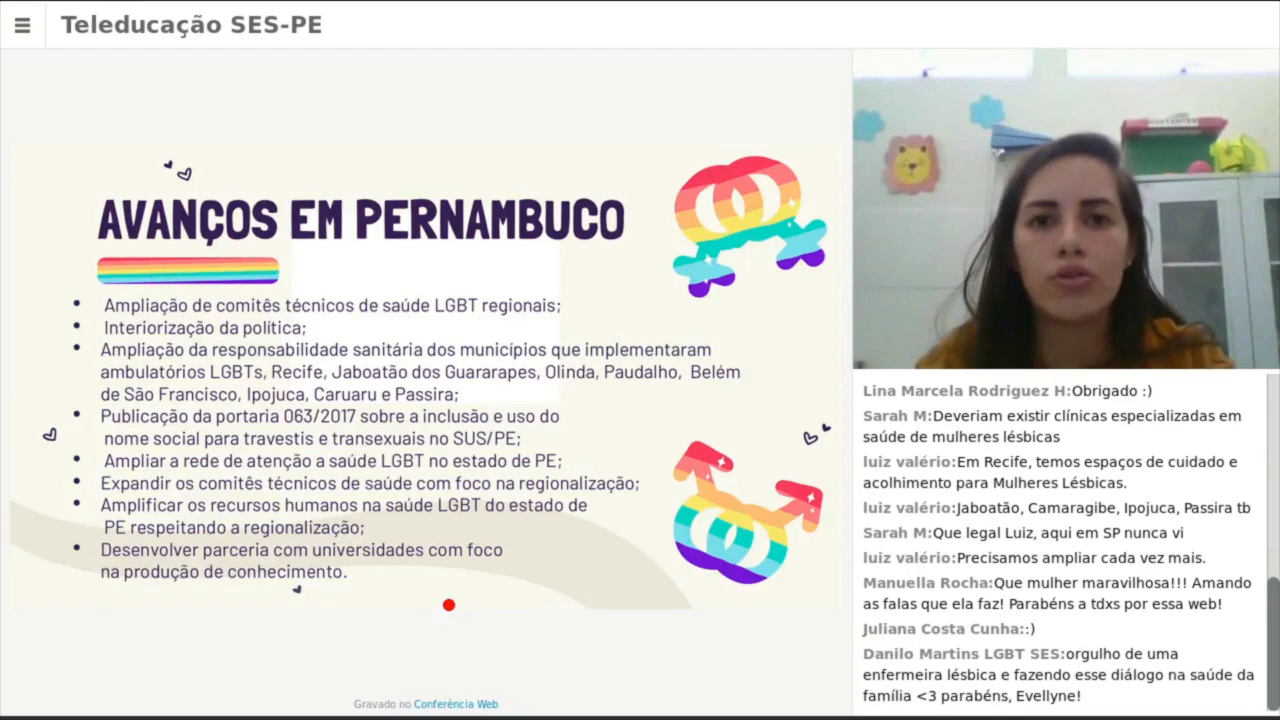 Teleducação SES-PE
AVANÇOS EM PERNAMBUCO
Ampliação de comitês técnicos de saúde LGBT regionais;
Interiorização da política;
Ampliação da responsabilidade sanitária dos municípios que implementaram
ambulatórios LGBTs, Recife, Jaboatão dos Guararapes, Olinda, Paudalho, Belém
de São Francisco, Ipojuca, Caruaru e Passira;
Publicação da portaria 063/2017 sobre a inclusão e uso do
nome social para travestis e transexuais no SUS/PE;
Ampliar a rede de atenção a saúde LGBT no estado de PE;
Expandir os comitês técnicos de saúde com foco na regionalização;
Amplificar os recursos humanos na saúde LGBT do estado de
PE respeitando a regionalização;
Desenvolver parceria com universidades com foco
na produção de conhecimento.
Gravado no Conferência Web
Lina Marcela Rodriguez H:Obrigado :)
Sarah M:Deveriam existir clínicas especializadas em
saúde de mulheres lésbicas
luiz valério:Em Recife, temos espaços de cuidado e
acolhimento para Mulheres Lésbicas.
luiz valério:Jaboatão, Camaragibe, Ipojuca, Passira tb
Sarah M:Que legal Luiz, aqui em SP nunca vi
luiz valério:Precisamos ampliar cada vez mais.
Manuella Rocha:Que mulher maravilhosa!!! Amando
as falas que ela faz! Parabéns a tdxs por essa web!
Juliana Costa Cunha::)
Danilo Martins LGBT SES:orgulho de uma
enfermeira lésbica e fazendo esse diálogo na saúde da
família <3 parabéns, Evellyne!